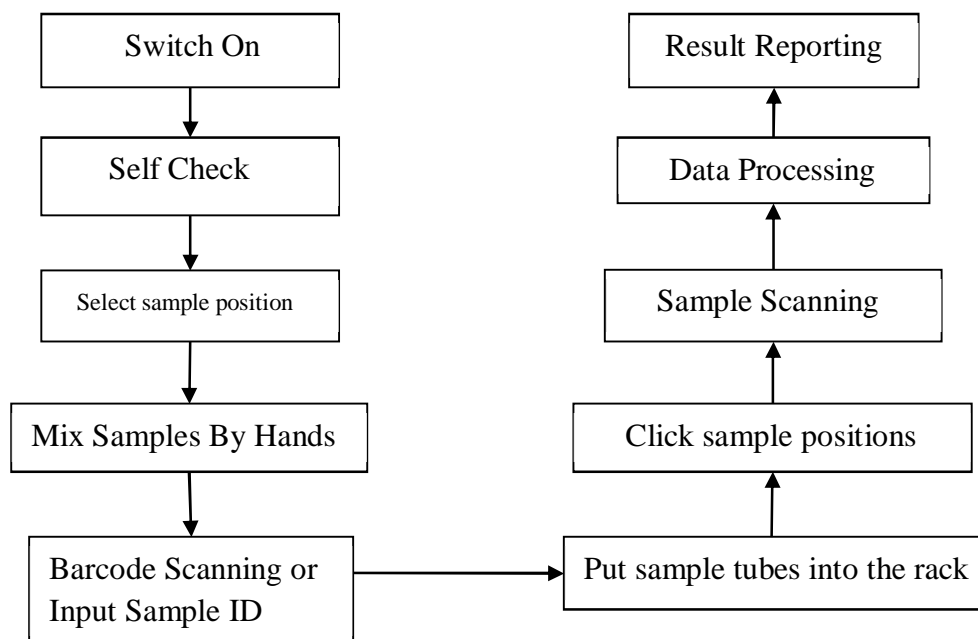 Switch On
Self Check
Select sample position
Mix Samples By Hands
Barcode Scanning or
Input Sample ID
Put sample tubes into the rack
Click sample positions
Sample Scanning
Data Processing
Result Reporting